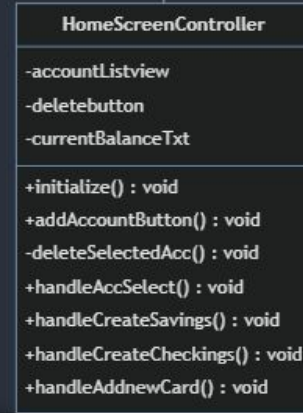 HomeScreenController
-accountListview
-deletebutton
-currentBalanceTxt
+initialize() : void
+addAccountButton() : void
-deleteSelectedAcc() : void
+handleAccSelect() : void
+handleCreateSavings() : void
+handleCreateCheckings() : void
+handleAddnewCard() : void